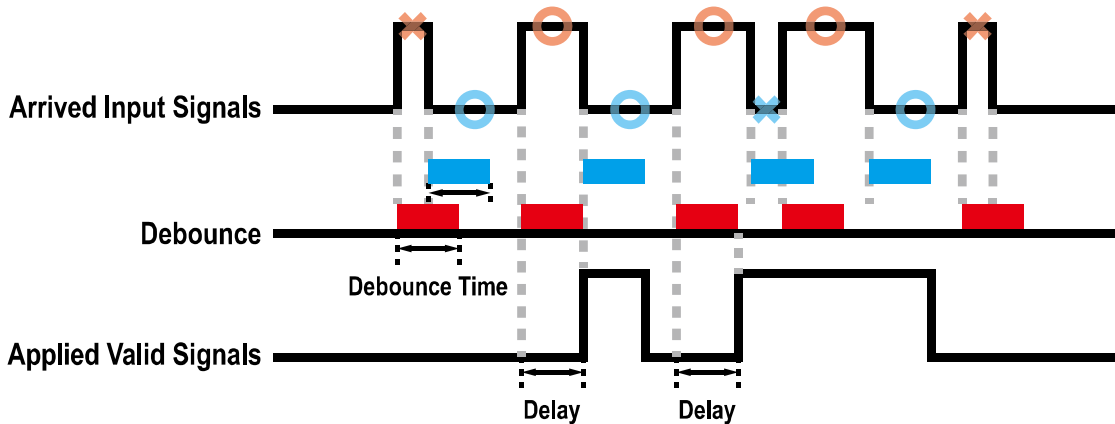 Arrived Input Signals
Debounce
Debounce Time
Applied Valid Signals
Delay
Delay